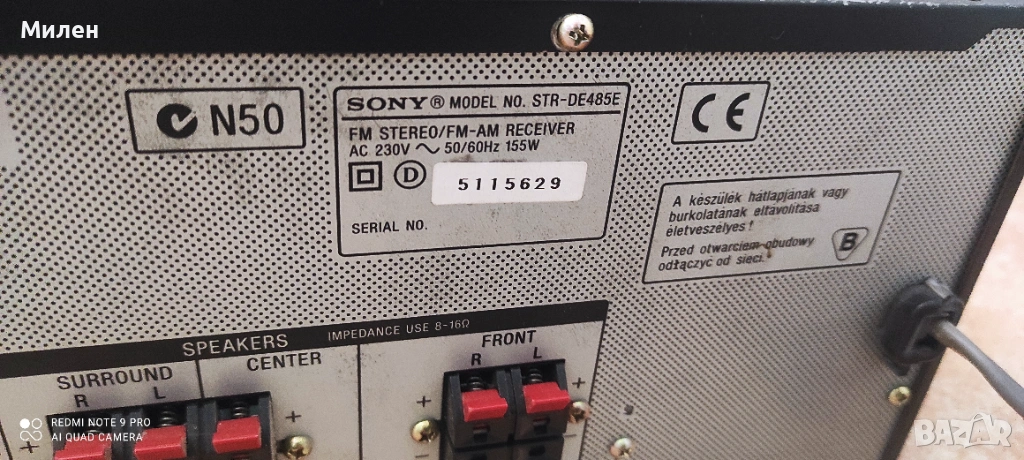 Милен
N50
SONY® MODEL NO. STR-DE485E
FM STEREO/FM-AM RECEIVER
AC 230V ~ 50/60Hz 155W
D
5115629
SERIAL NO.
CE
A készülék hátlapjának vagy
burkolatának eltávolítása
életveszélyes!
Przed otwarciem obudowy
odłączyc od sieci.
B
SPEAKERS
IMPEDANCE USE 8-16Ω
SURROUND
R L
CENTER
FRONT
R L
+
+
+
+
−
−
REDMI NOTE 9 PRO
AI QUAD CAMERA
BAZAR